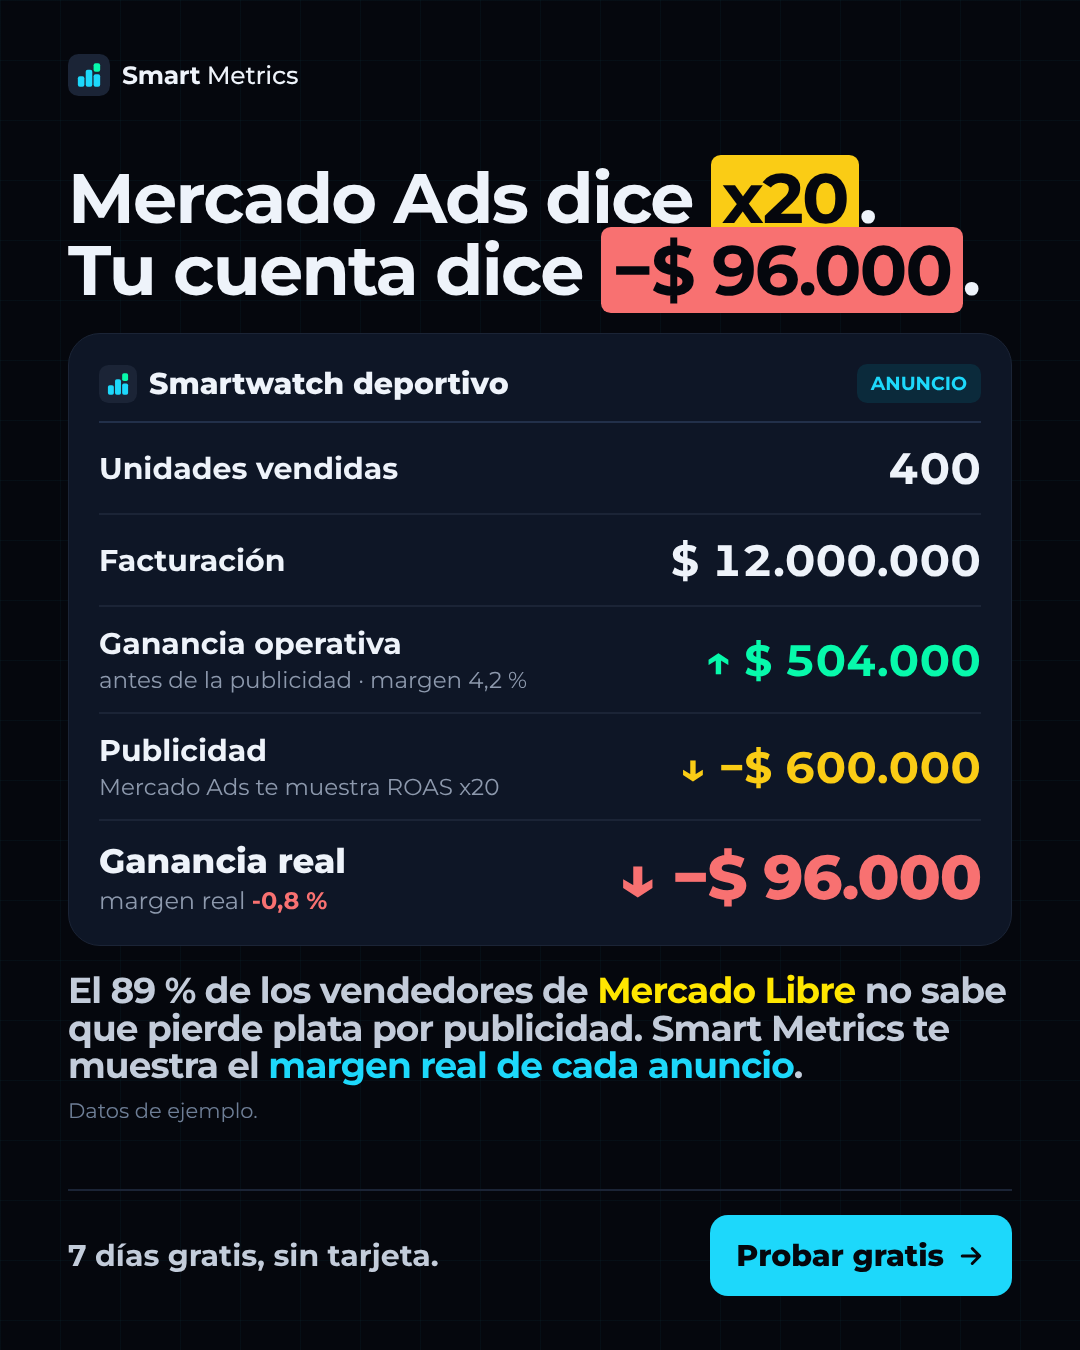 Smart Metrics
Mercado Ads dice x20.
Tu cuenta dice −$ 96.000.
Smartwatch deportivo
ANUNCIO
Unidades vendidas
400
Facturación
$ 12.000.000
Ganancia operativa
antes de la publicidad · margen 4,2 %
↑ $ 504.000
Publicidad
Mercado Ads te muestra ROAS x20
↓ −$ 600.000
Ganancia real
margen real -0,8 %
↓ −$ 96.000
El 89 % de los vendedores de Mercado Libre no sabe
que pierde plata por publicidad. Smart Metrics te
muestra el margen real de cada anuncio.
Datos de ejemplo.
7 días gratis, sin tarjeta.
Probar gratis →